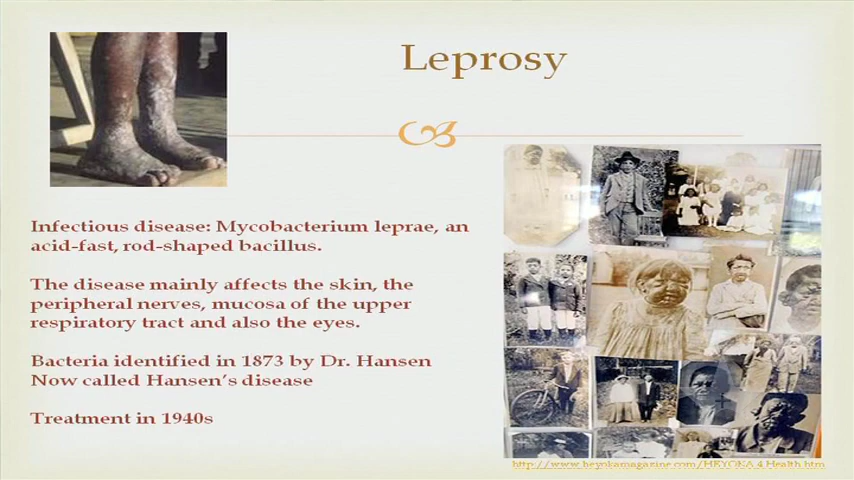 Leprosy
Infectious disease: Mycobacterium leprae, an
acid-fast, rod-shaped bacillus.
The disease mainly affects the skin, the
peripheral nerves, mucosa of the upper
respiratory tract and also the eyes.
Bacteria identified in 1873 by Dr. Hansen
Now called Hansen's disease
Treatment in 1940s
http://www.heyokamagazine.com/HEYONA.4.Health.htm